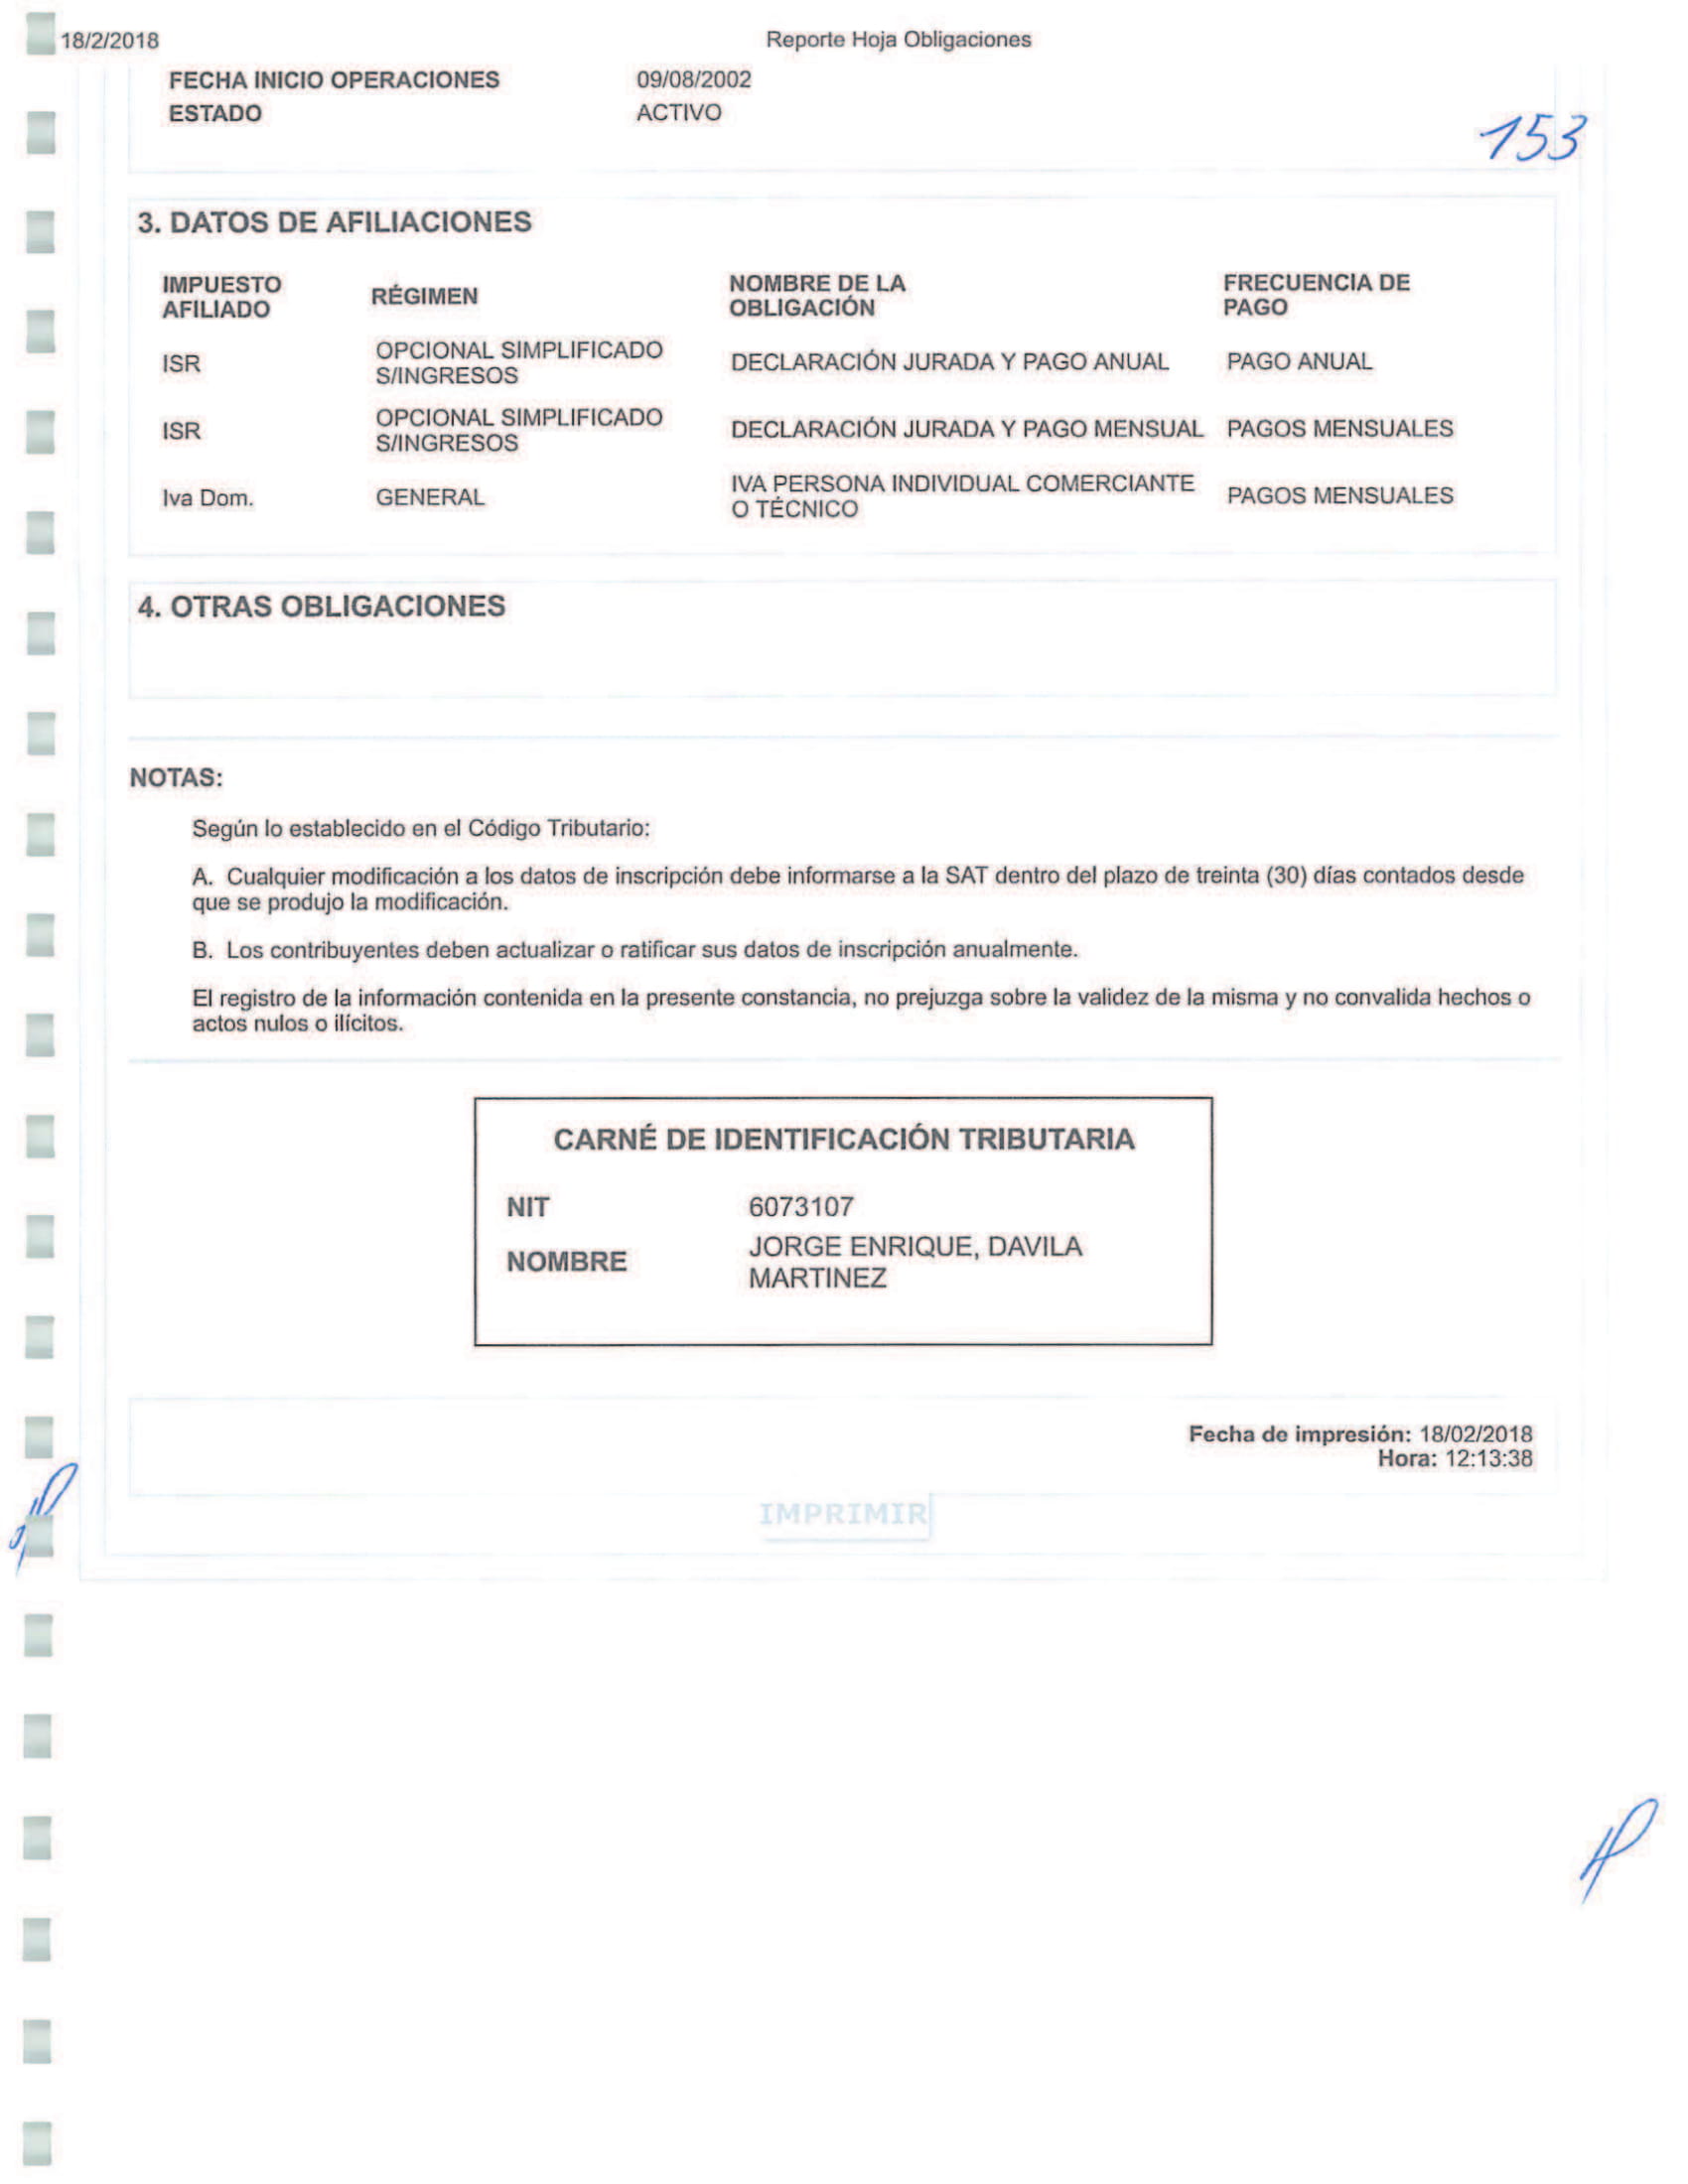 18/2/2018 Reporte Hoja Obligaciones
FECHA INICIO OPERACIONES 09/08/2002
ESTADO ACTIVO
153
3. DATOS DE AFILIACIONES
IMPUESTO AFILIADO RÉGIMEN NOMBRE DE LA OBLIGACIÓN FRECUENCIA DE PAGO
ISR OPCIONAL SIMPLIFICADO S/INGRESOS DECLARACIÓN JURADA Y PAGO ANUAL PAGO ANUAL
ISR OPCIONAL SIMPLIFICADO S/INGRESOS DECLARACIÓN JURADA Y PAGO MENSUAL PAGOS MENSUALES
Iva Dom. GENERAL IVA PERSONA INDIVIDUAL COMERCIANTE O TÉCNICO PAGOS MENSUALES
4. OTRAS OBLIGACIONES
NOTAS:
Según lo establecido en el Código Tributario:
A. Cualquier modificación a los datos de inscripción debe informarse a la SAT dentro del plazo de treinta (30) días contados desde
que se produjo la modificación.
B. Los contribuyentes deben actualizar o ratificar sus datos de inscripción anualmente.
El registro de la información contenida en la presente constancia, no prejuzga sobre la validez de la misma y no convalida hechos o
actos nulos o ilícitos.
CARNÉ DE IDENTIFICACIÓN TRIBUTARIA
NIT 6073107
NOMBRE JORGE ENRIQUE, DAVILA
MARTINEZ
Fecha de impresión: 18/02/2018
Hora: 12:13:38
IMPRIMIR